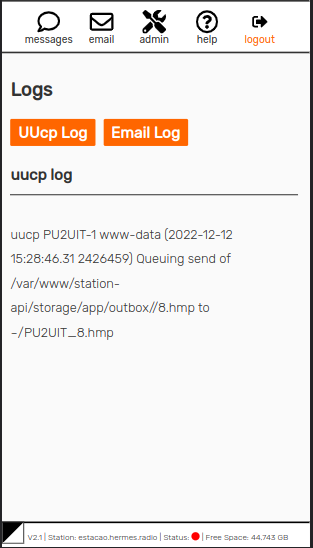 messages email admin help logout
Logs
UUcp Log Email Log
uucp log
uucp PU2UIT-1 www-data (2022-12-12
15:28:46.31 2426459) Queuing send of
/var/www/station-
api/storage/app/outbox//8.hmp to
~/PU2UIT_8.hmp
V2.1 | Station: estacao.hermes.radio | Status: | Free Space: 44.743 GB